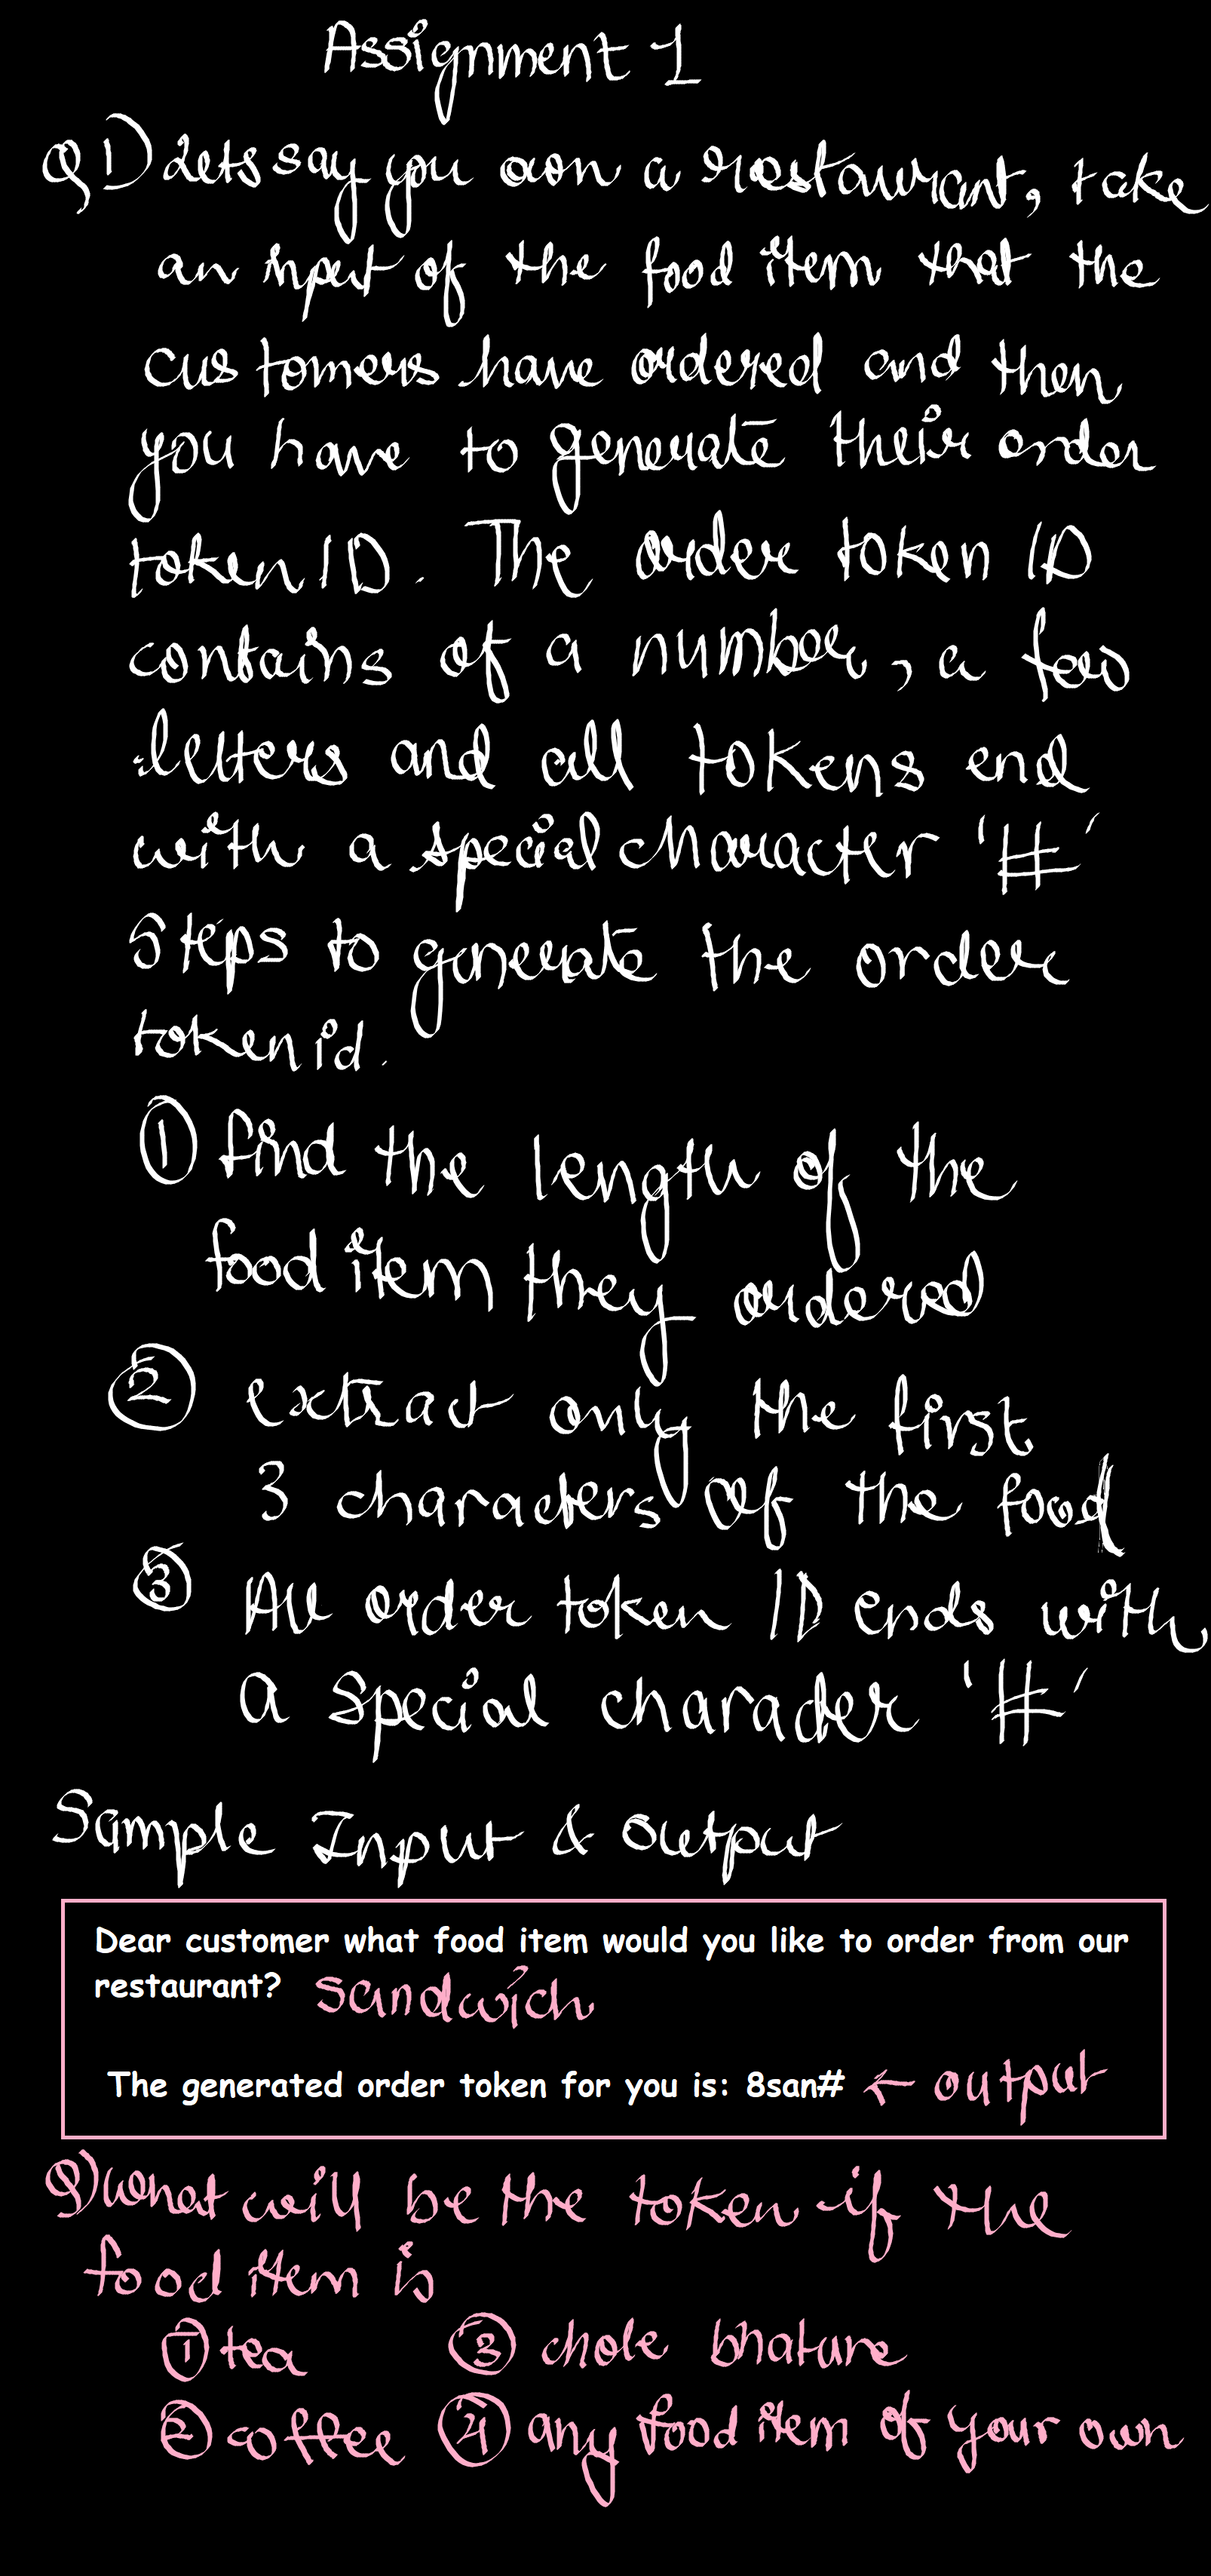 Assignment 1
Q1) Lets say you own a restaurant, take
an input of the food item that the
customers have ordered and then
you have to generate their order
token ID. The order token ID
contains of a number, a few
letters and all tokens end
with a special character '#'
Steps to generate the order
token id.
① find the length of the
food item they ordered
② extract only the first
3 characters of the food
③ All order token ID ends with
a special character '#'
Sample Input & Output
Dear customer what food item would you like to order from our
restaurant? sandwich
The generated order token for you is: 8san# ← output
Q) what will be the token if the
food item is
① tea ③ chole bhature
② coffee ④ any food item of your own